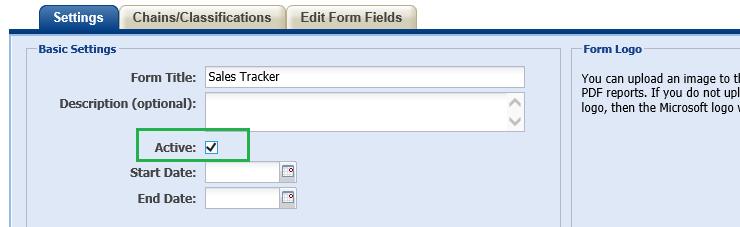 Settings Chains/Classifications Edit Form Fields
Basic Settings
Form Title: Sales Tracker
Description (optional):
Active:
Start Date:
End Date:
Form Logo
You can upload an image to th
PDF reports. If you do not upl
logo, then the Microsoft logo